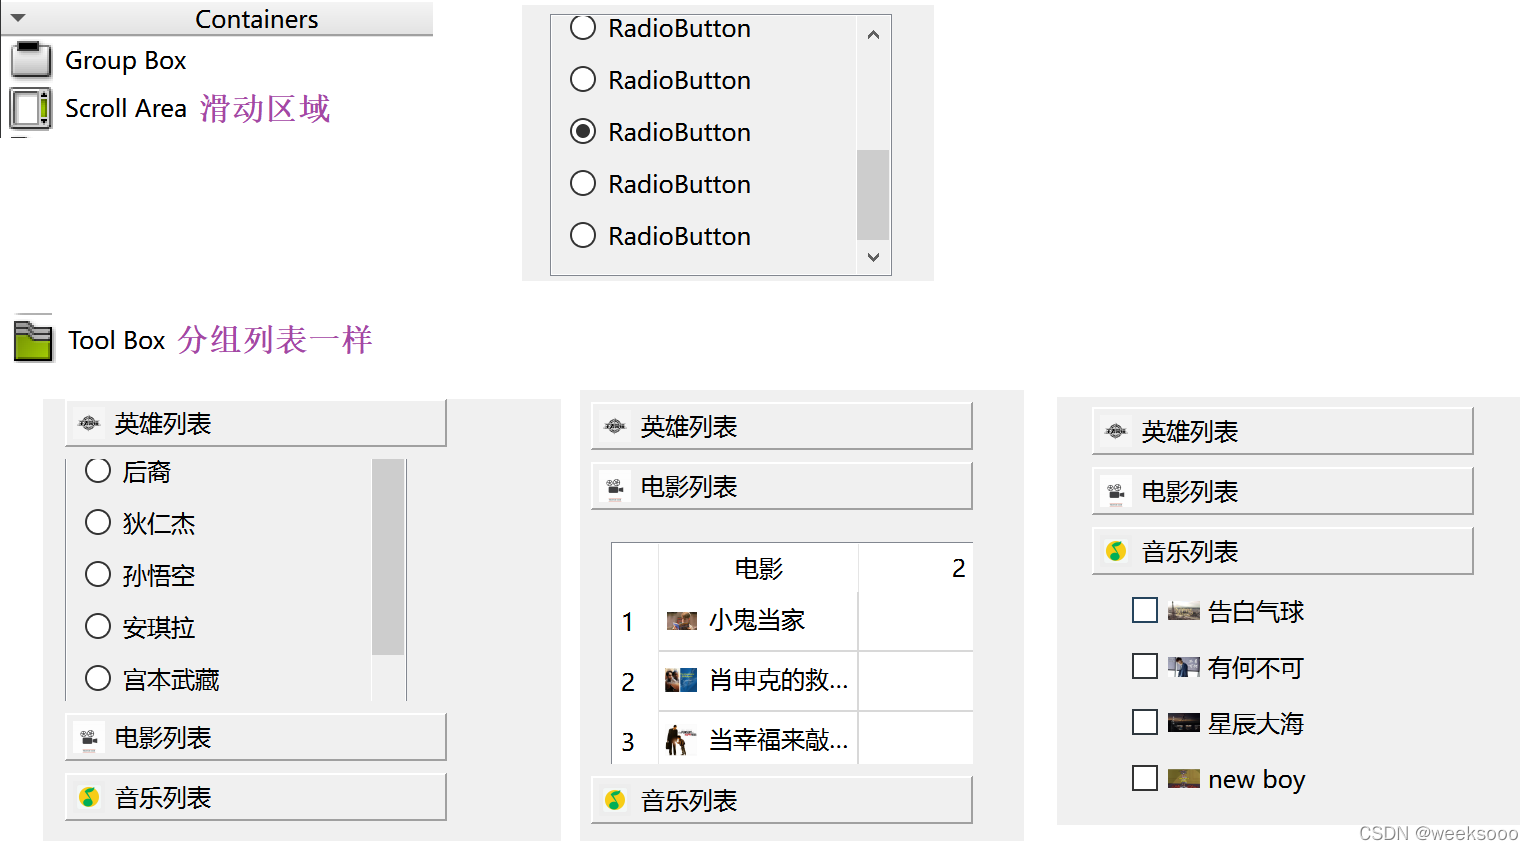 Containers
Group Box
Scroll Area 滑动区域
RadioButton
RadioButton
RadioButton
RadioButton
RadioButton
Tool Box 分组列表一样
英雄列表
后裔
狄仁杰
孙悟空
安琪拉
宫本武藏
电影列表
音乐列表
英雄列表
电影列表
电影 2
1 小鬼当家
2 肖申克的救...
3 当幸福来敲...
音乐列表
英雄列表
电影列表
音乐列表
告白气球
有何不可
星辰大海
new boy
CSDN @weeksooo